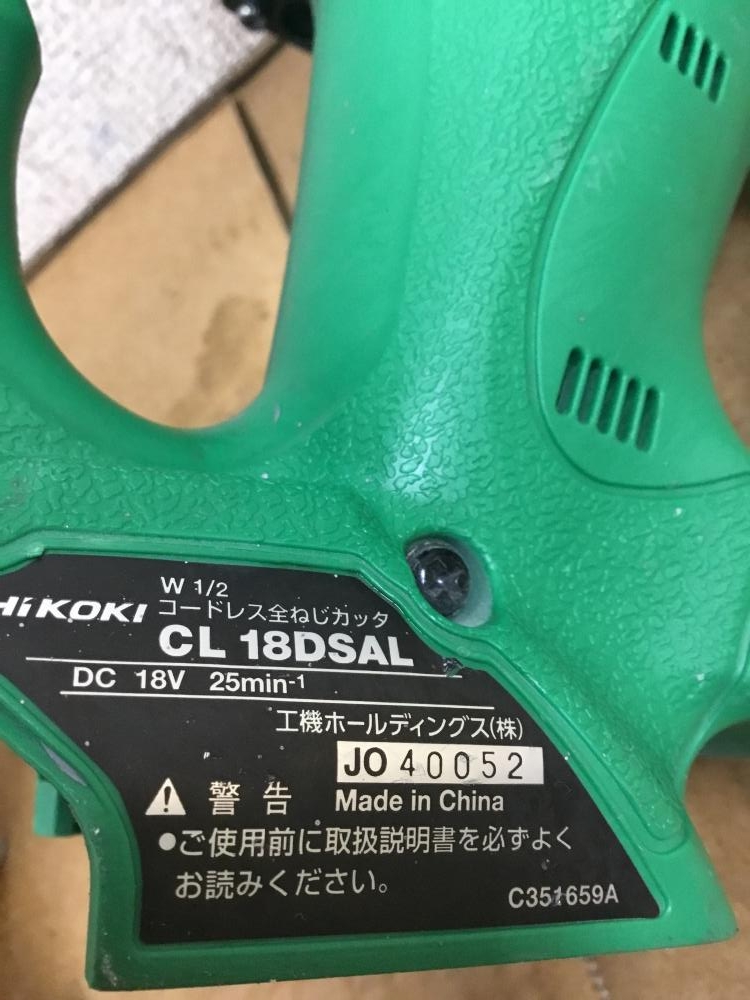 W 1/2
HiKOKI コードレス全ねじカッタ
CL 18DSAL
DC 18V 25min-1
工機ホールディングス(株)
JO 40052
警告 Made in China
●ご使用前に取扱説明書を必ずよく
お読みください。
C351659A